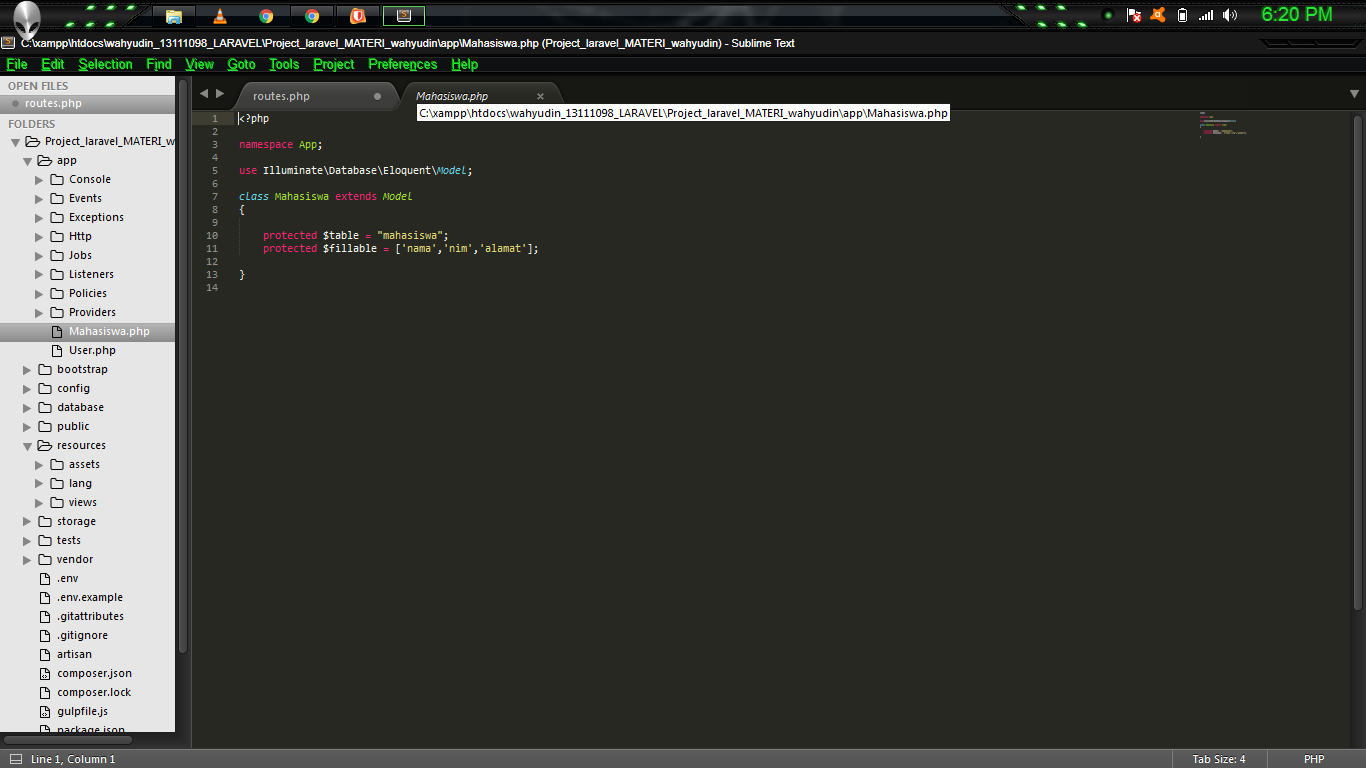 6:20 PM
C:\xampp\htdocs\wahyudin_13111098_LARAVEL\Project_laravel_MATERI_wahyudin\app\Mahasiswa.php (Project_laravel_MATERI_wahyudin) - Sublime Text
File Edit Selection Find View Goto Tools Project Preferences Help
OPEN FILES
routes.php
FOLDERS
Project_laravel_MATERI_w
app
Console
Events
Exceptions
Http
Jobs
Listeners
Policies
Providers
Mahasiswa.php
User.php
bootstrap
config
database
public
resources
assets
lang
views
storage
tests
vendor
.env
.env.example
.gitattributes
.gitignore
artisan
composer.json
composer.lock
gulpfile.js
package.json
routes.php Mahasiswa.php
C:\xampp\htdocs\wahyudin_13111098_LARAVEL\Project_laravel_MATERI_wahyudin\app\Mahasiswa.php
1 <?php
2
3 namespace App;
4
5 use Illuminate\Database\Eloquent\Model;
6
7 class Mahasiswa extends Model
8 {
9
10 protected $table = "mahasiswa";
11 protected $fillable = ['nama','nim','alamat'];
12
13 }
14
Line 1, Column 1 Tab Size: 4 PHP